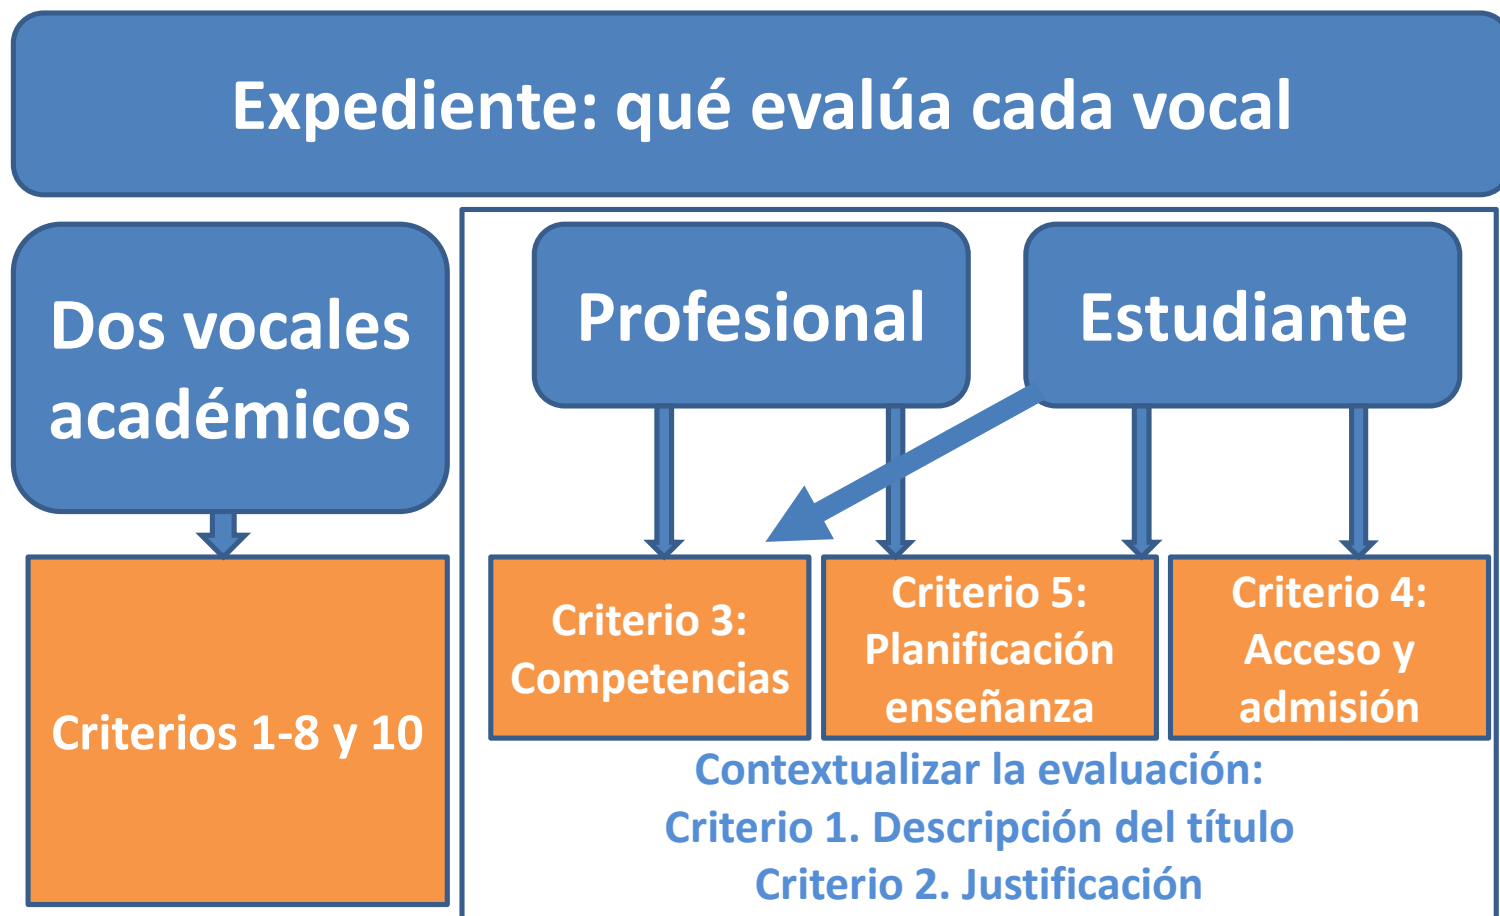 Expediente: qué evalúa cada vocal
Dos vocales
académicos
Profesional
Estudiante
Criterios 1-8 y 10
Criterio 3:
Competencias
Criterio 5:
Planificación
enseñanza
Criterio 4:
Acceso y
admisión
Contextualizar la evaluación:
Criterio 1. Descripción del título
Criterio 2. Justificación